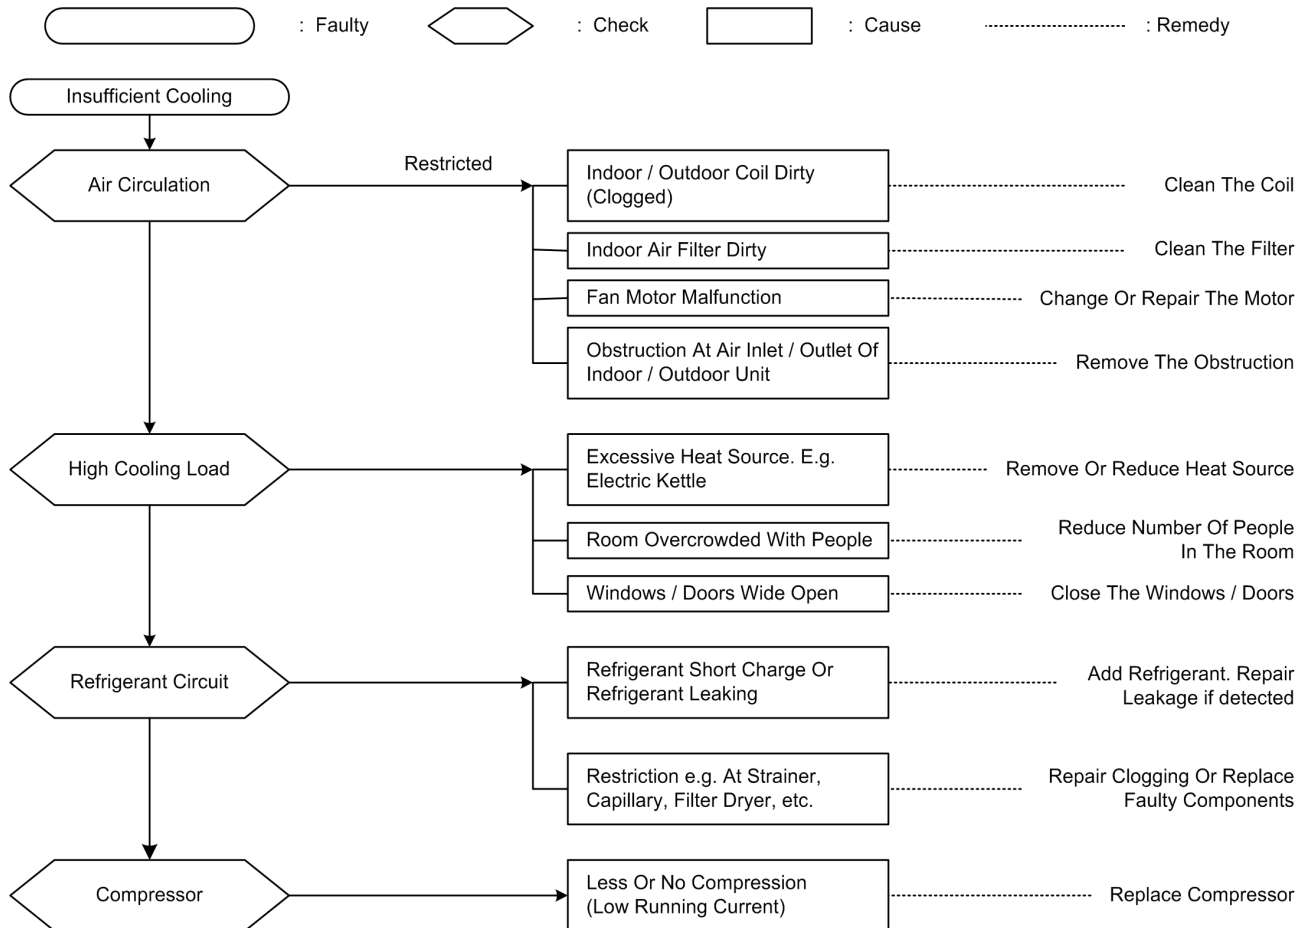 : Faulty
: Check
: Cause
: Remedy
Insufficient Cooling
Air Circulation
Restricted
Indoor / Outdoor Coil Dirty
(Clogged)
Clean The Coil
Indoor Air Filter Dirty
Clean The Filter
Fan Motor Malfunction
Change Or Repair The Motor
Obstruction At Air Inlet / Outlet Of
Indoor / Outdoor Unit
Remove The Obstruction
High Cooling Load
Excessive Heat Source. E.g.
Electric Kettle
Remove Or Reduce Heat Source
Room Overcrowded With People
Reduce Number Of People
In The Room
Windows / Doors Wide Open
Close The Windows / Doors
Refrigerant Circuit
Refrigerant Short Charge Or
Refrigerant Leaking
Add Refrigerant. Repair
Leakage if detected
Restriction e.g. At Strainer,
Capillary, Filter Dryer, etc.
Repair Clogging Or Replace
Faulty Components
Compressor
Less Or No Compression
(Low Running Current)
Replace Compressor